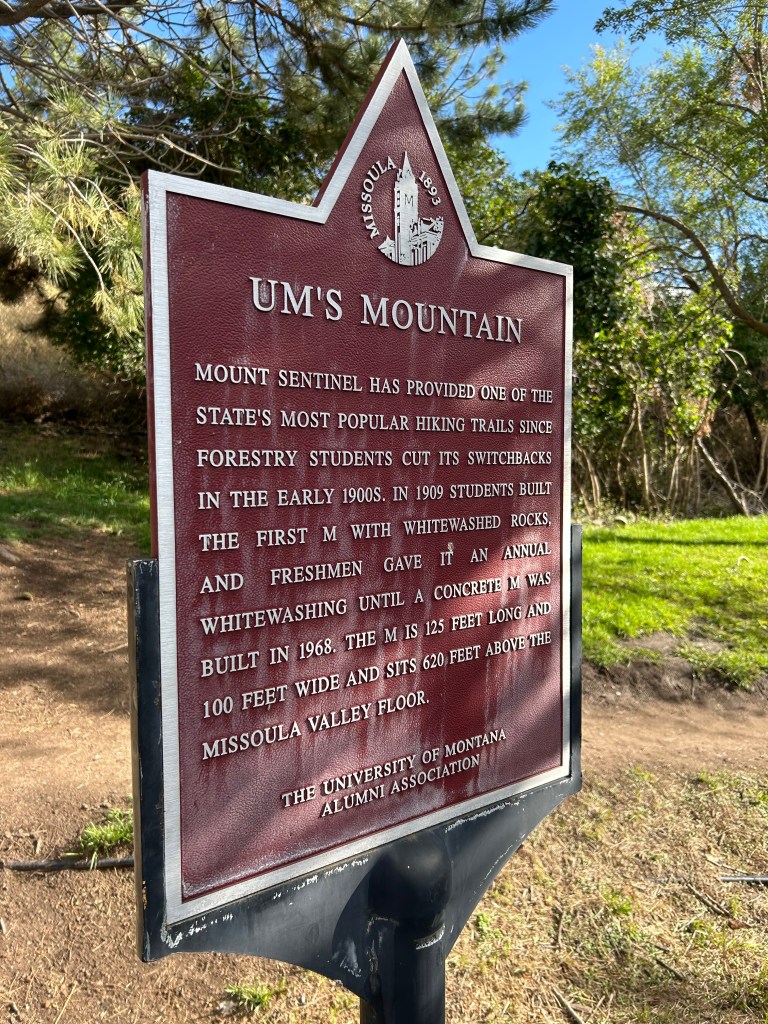 MISSOULA 1893
M
UM'S MOUNTAIN
MOUNT SENTINEL HAS PROVIDED ONE OF THE
STATE'S MOST POPULAR HIKING TRAILS SINCE
FORESTRY STUDENTS CUT ITS SWITCHBACKS
IN THE EARLY 1900S. IN 1909 STUDENTS BUILT
THE FIRST M WITH WHITEWASHED ROCKS,
AND FRESHMEN GAVE IT AN ANNUAL
WHITEWASHING UNTIL A CONCRETE M WAS
BUILT IN 1968. THE M IS 125 FEET LONG AND
100 FEET WIDE AND SITS 620 FEET ABOVE THE
MISSOULA VALLEY FLOOR.
THE UNIVERSITY OF MONTANA
ALUMNI ASSOCIATION